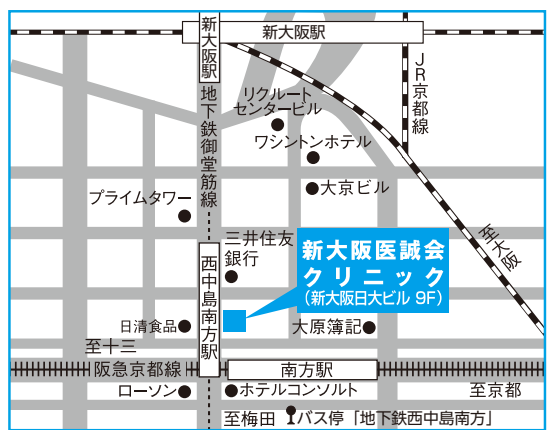 新大阪駅
新大阪駅
JR京都線
地下鉄御堂筋線
リクルート
センタービル
ワシントンホテル
大京ビル
プライムタワー
至大阪
三井住友
銀行
新大阪医誠会
クリニック
（新大阪日大ビル 9F）
西中島南方駅
日清食品
大原簿記
至十三
阪急京都線
南方駅
ローソン
ホテルコンソルト
至京都
至梅田
バス停「地下鉄西中島南方」